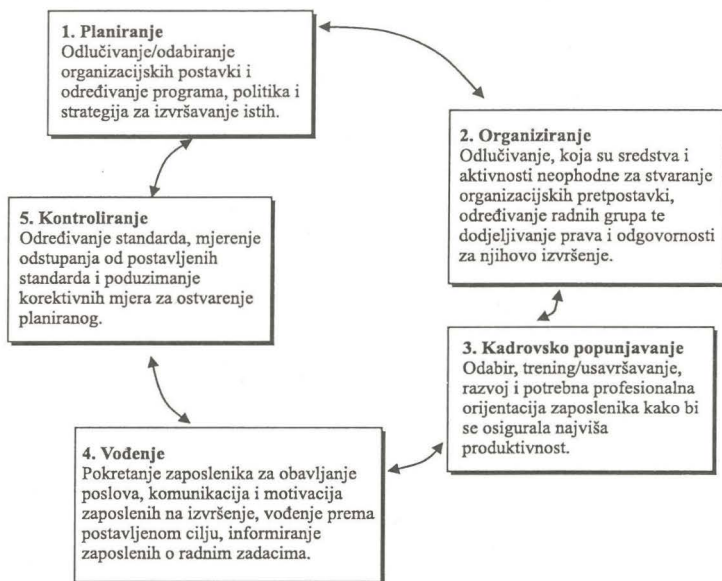 1. Planiranje
Odlučivanje/odabiranje
organizacijskih postavki i
određivanje programa, politika i
strategija za izvršavanje istih.
2. Organiziranje
Odlučivanje, koja su sredstva i
aktivnosti neophodne za stvaranje
organizacijskih pretpostavki,
određivanje radnih grupa te
dodjeljivanje prava i odgovornosti
za njihovo izvršenje.
3. Kadrovsko popunjavanje
Odabir, trening/usavršavanje,
razvoj i potrebna profesionalna
orijentacija zaposlenika kako bi
se osigurala najviša
produktivnost.
4. Vođenje
Pokretanje zaposlenika za obavljanje
poslova, komunikacija i motivacija
zaposlenih na izvršenje, vođenje prema
postavljenom cilju, informiranje
zaposlenih o radnim zadacima.
5. Kontroliranje
Određivanje standarda, mjerenje
odstupanja od postavljenih
standarda i poduzimanje
korektivnih mjera za ostvarenje
planiranog.